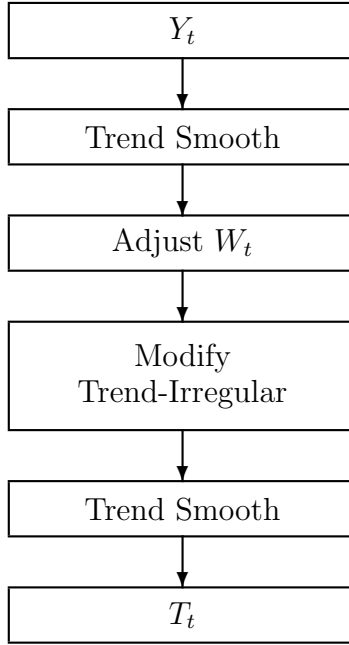 Y_t
Trend Smooth
Adjust W_t
Modify
Trend-Irregular
Trend Smooth
T_t